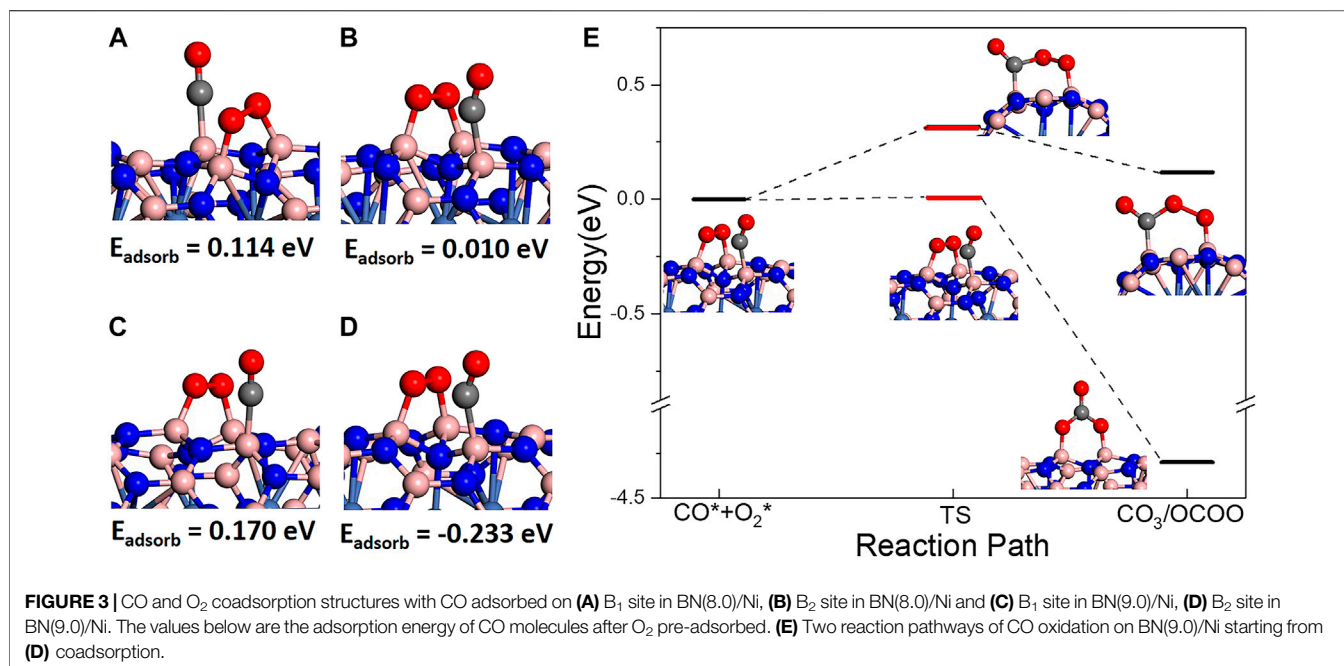 A
B
E
E_adsorb = 0.114 eV
E_adsorb = 0.010 eV
C
D
E_adsorb = 0.170 eV
E_adsorb = -0.233 eV
0.5
0.0
-0.5
-4.5
Energy(eV)
CO*+O₂*
TS
CO₃/OCOO
Reaction Path
FIGURE 3 | CO and O₂ coadsorption structures with CO adsorbed on (A) B₁ site in BN(8.0)/Ni, (B) B₂ site in BN(8.0)/Ni and (C) B₁ site in BN(9.0)/Ni, (D) B₂ site in
BN(9.0)/Ni. The values below are the adsorption energy of CO molecules after O₂ pre-adsorbed. (E) Two reaction pathways of CO oxidation on BN(9.0)/Ni starting from
(D) coadsorption.